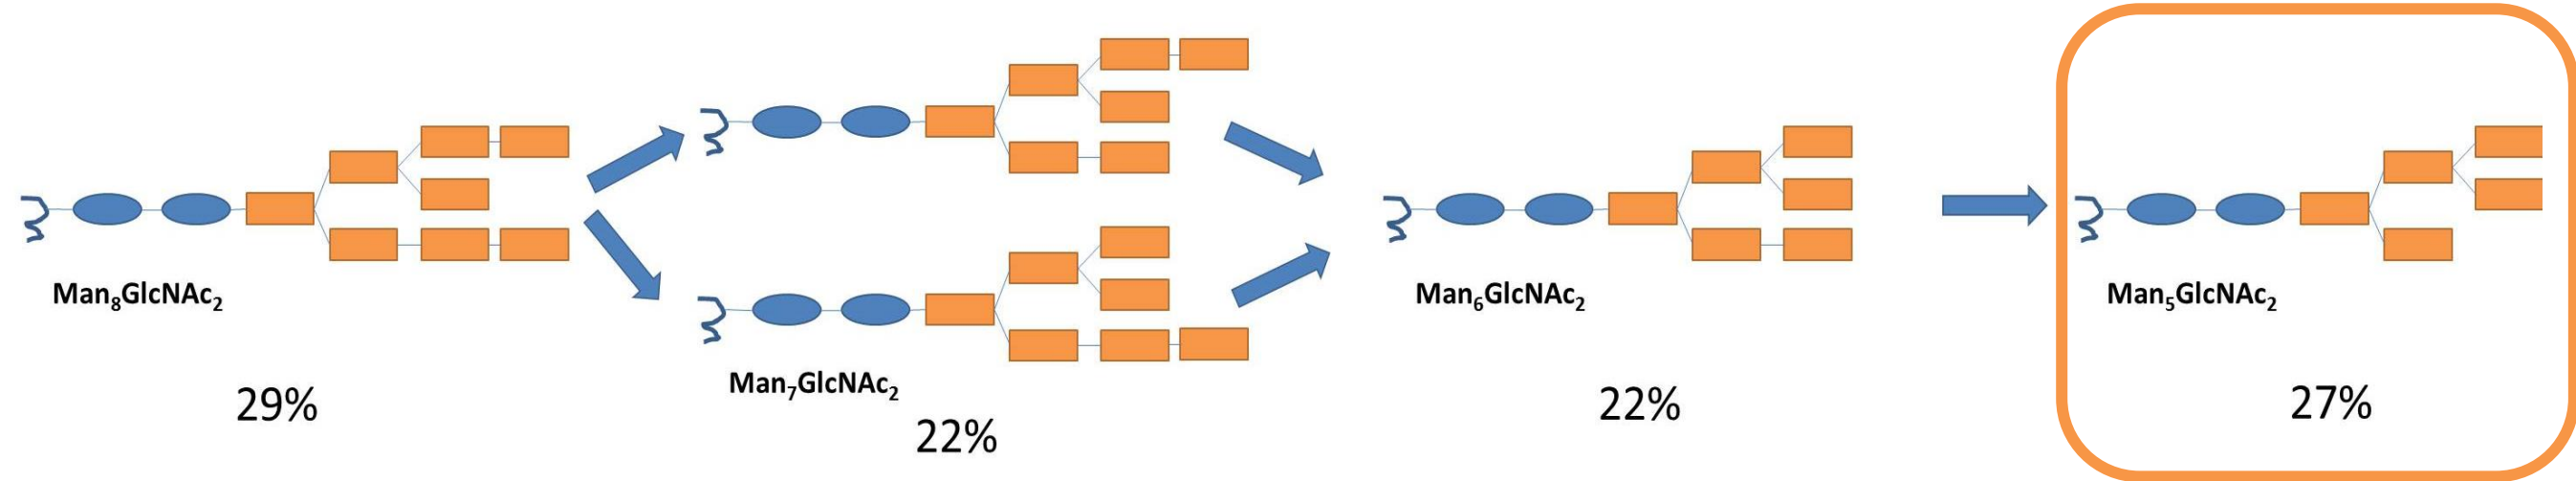 Man₈GlcNAc₂
29%
Man₇GlcNAc₂
22%
Man₆GlcNAc₂
22%
Man₅GlcNAc₂
27%